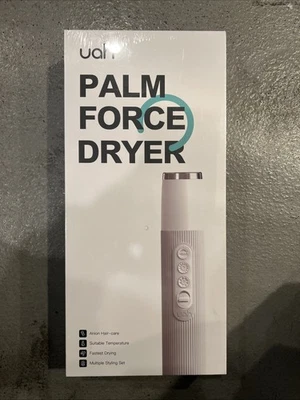 uah
PALM
FORCE
DRYER
Suitable Temperature
Fastest Drying
Multiple Styling Set